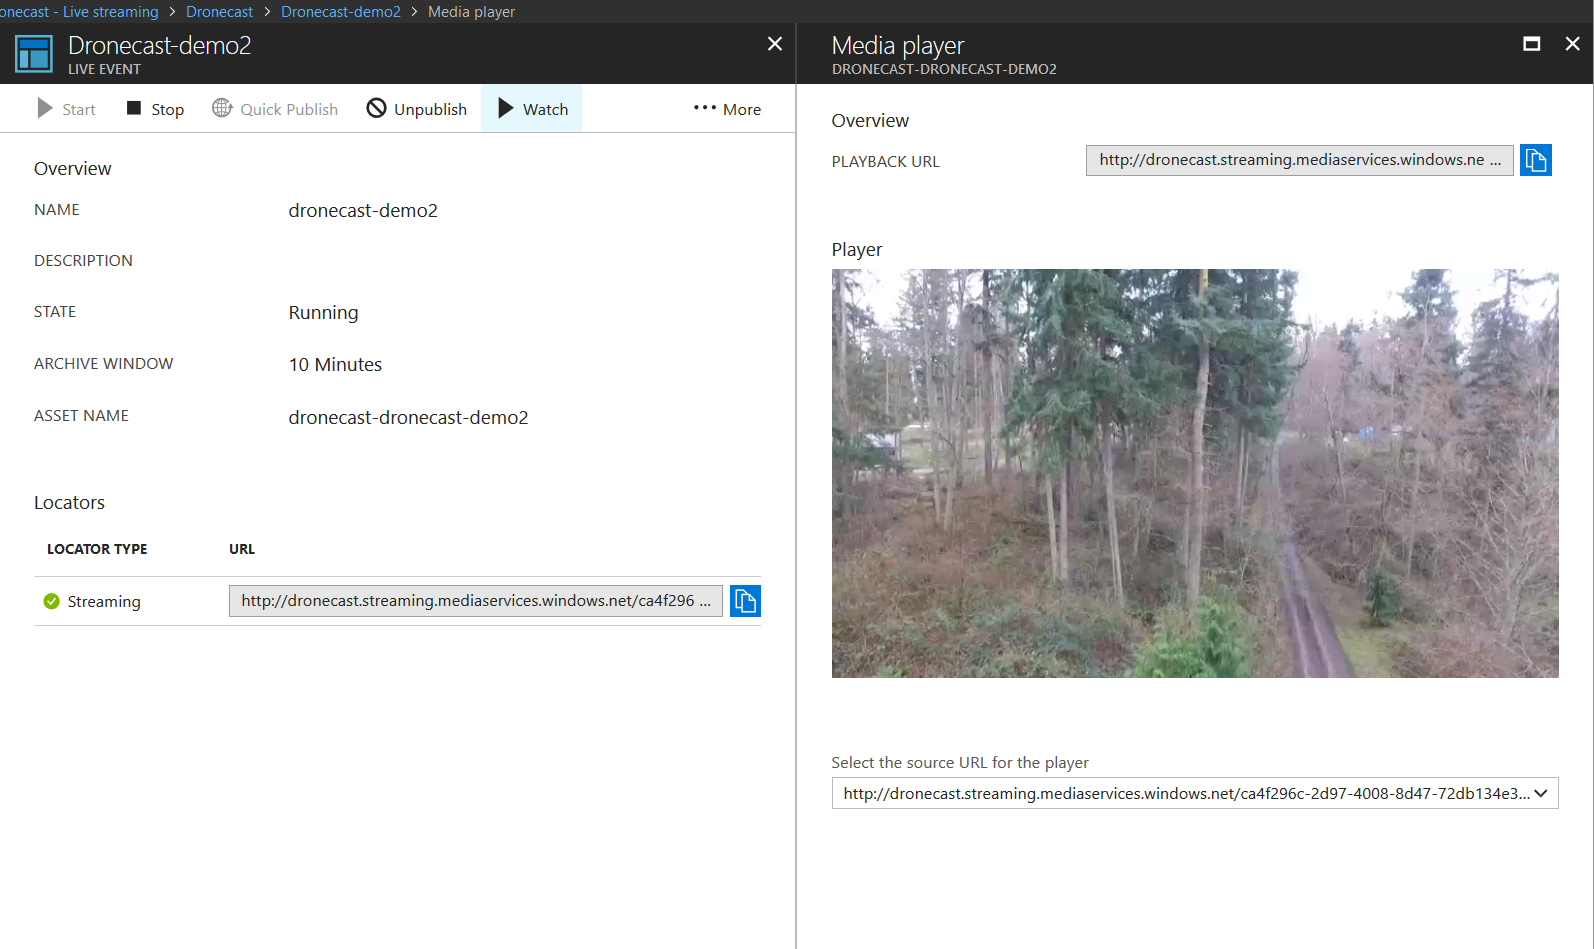 onecast - Live streaming > Dronecast > Dronecast-demo2 > Media player
Dronecast-demo2
LIVE EVENT
Start Stop Quick Publish Unpublish Watch ••• More
Overview
NAME dronecast-demo2
DESCRIPTION
STATE Running
ARCHIVE WINDOW 10 Minutes
ASSET NAME dronecast-dronecast-demo2
Locators
LOCATOR TYPE URL
Streaming http://dronecast.streaming.mediaservices.windows.net/ca4f296 ...
Media player
DRONECAST-DRONECAST-DEMO2
Overview
PLAYBACK URL http://dronecast.streaming.mediaservices.windows.ne ...
Player
Select the source URL for the player
http://dronecast.streaming.mediaservices.windows.net/ca4f296c-2d97-4008-8d47-72db134e3...